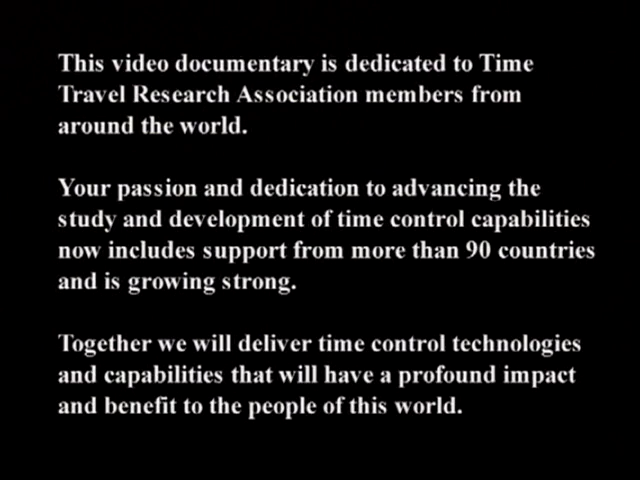 This video documentary is dedicated to Time
Travel Research Association members from
around the world.
Your passion and dedication to advancing the
study and development of time control capabilities
now includes support from more than 90 countries
and is growing strong.
Together we will deliver time control technologies
and capabilities that will have a profound impact
and benefit to the people of this world.